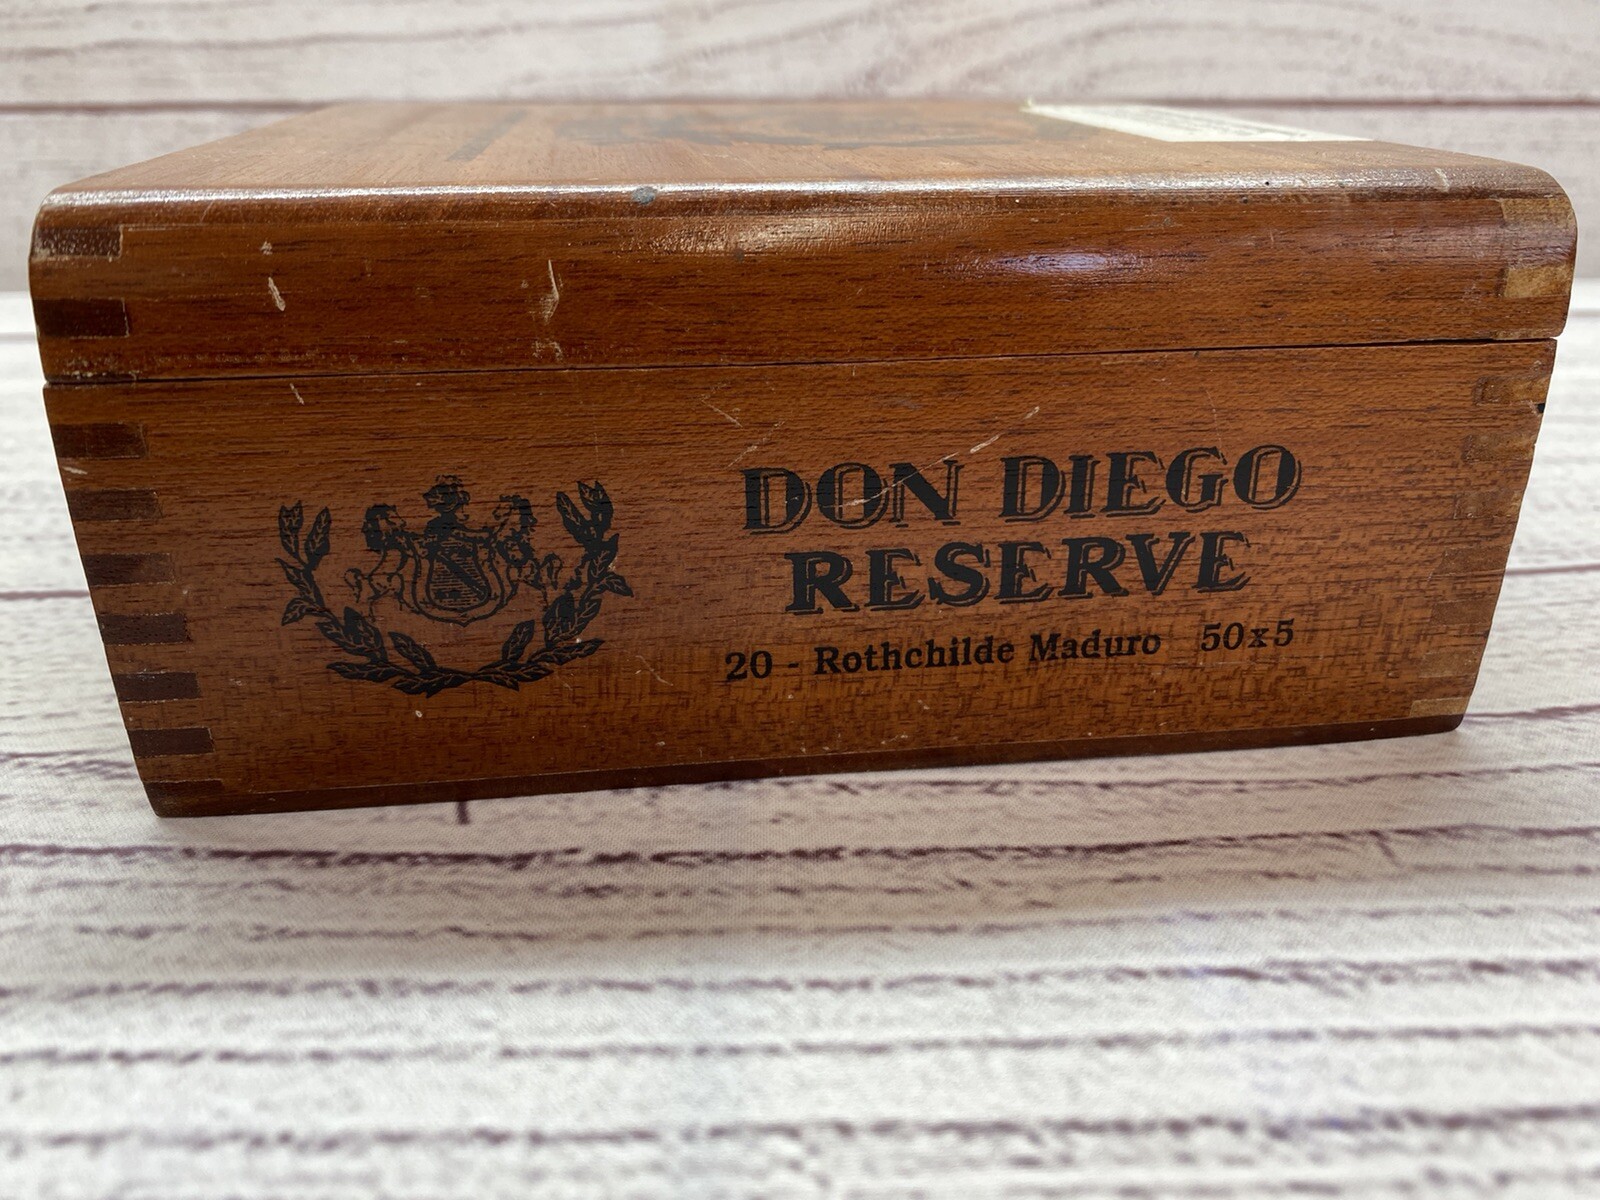 DON DIEGO
RESERVE
20 - Rothchilde Maduro 50x5